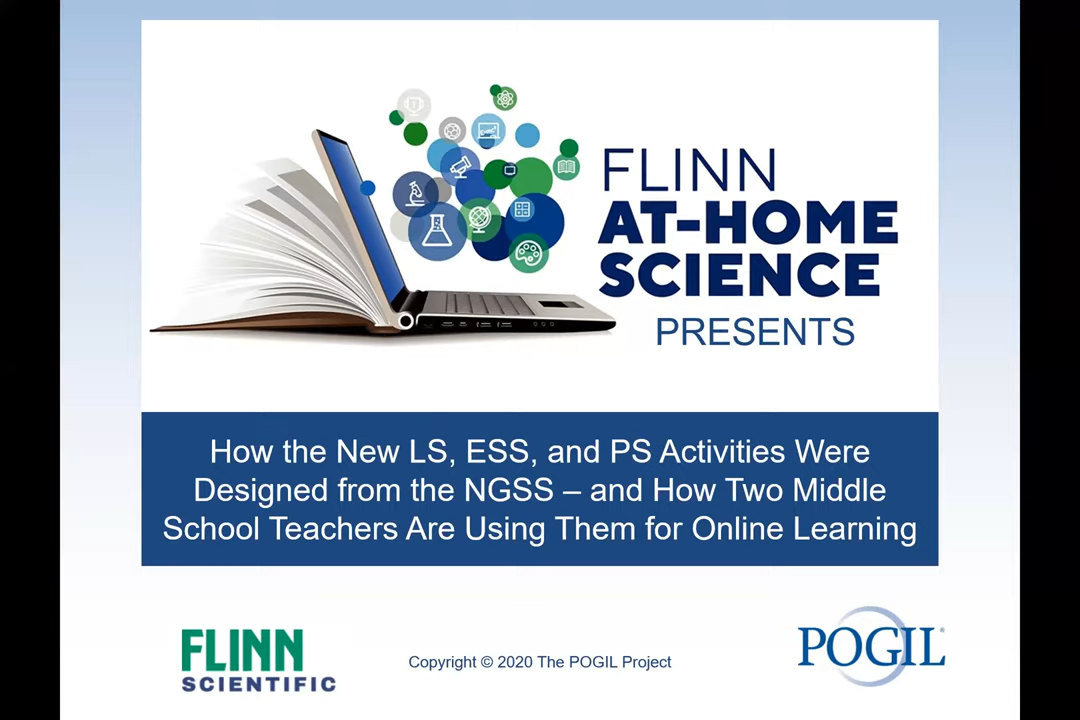 FLINN
AT-HOME
SCIENCE
PRESENTS
How the New LS, ESS, and PS Activities Were
Designed from the NGSS – and How Two Middle
School Teachers Are Using Them for Online Learning
FLINN
SCIENTIFIC
Copyright © 2020 The POGIL Project
POGIL®